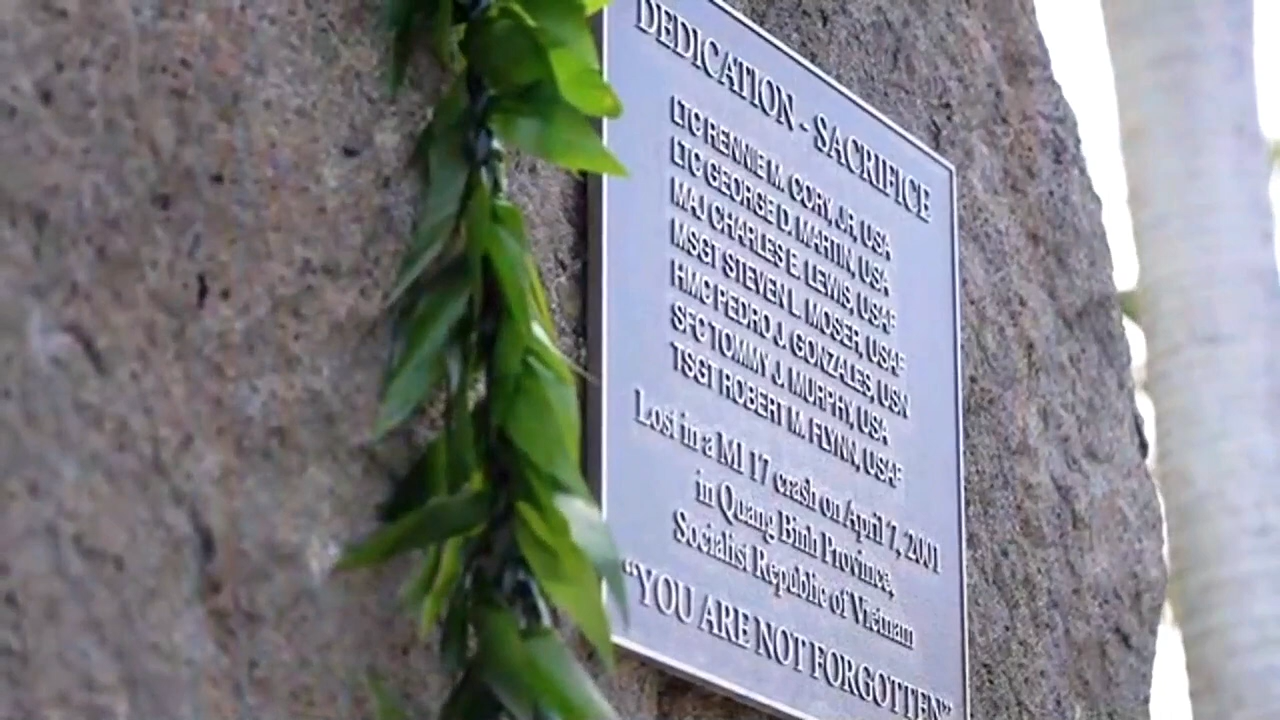 DEDICATION - SACRIFICE
LTC RENNIE M. CORY, JR, USA
LTC GEORGE D. MARTIN, USA
MAJ CHARLES E. LEWIS, USAF
MSGT STEVEN L. MOSER, USAF
HMC PEDRO J. GONZALES, USN
SFC TOMMY J. MURPHY, USA
TSGT ROBERT M. FLYNN, USAF
Lost in a MI 17 crash on April 7, 2001
in Quang Binh Province,
Socialist Republic of Vietnam
“YOU ARE NOT FORGOTTEN”